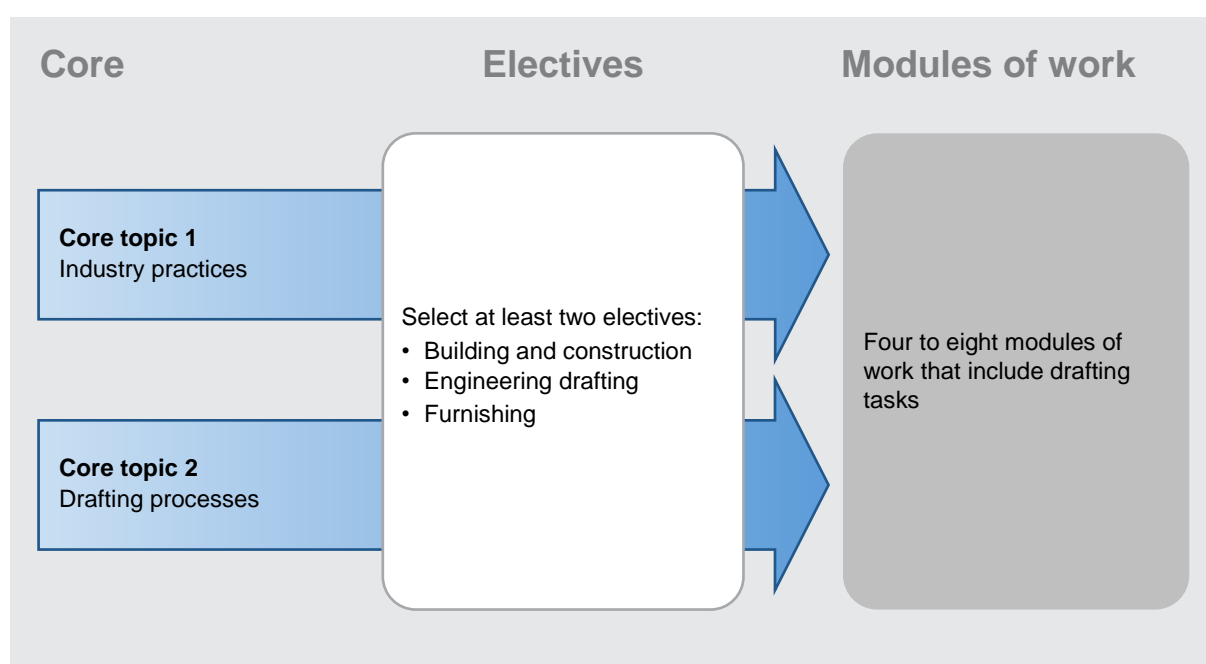 Core
Electives
Modules of work
Core topic 1
Industry practices
Core topic 2
Drafting processes
Select at least two electives:
• Building and construction
• Engineering drafting
• Furnishing
Four to eight modules of
work that include drafting
tasks